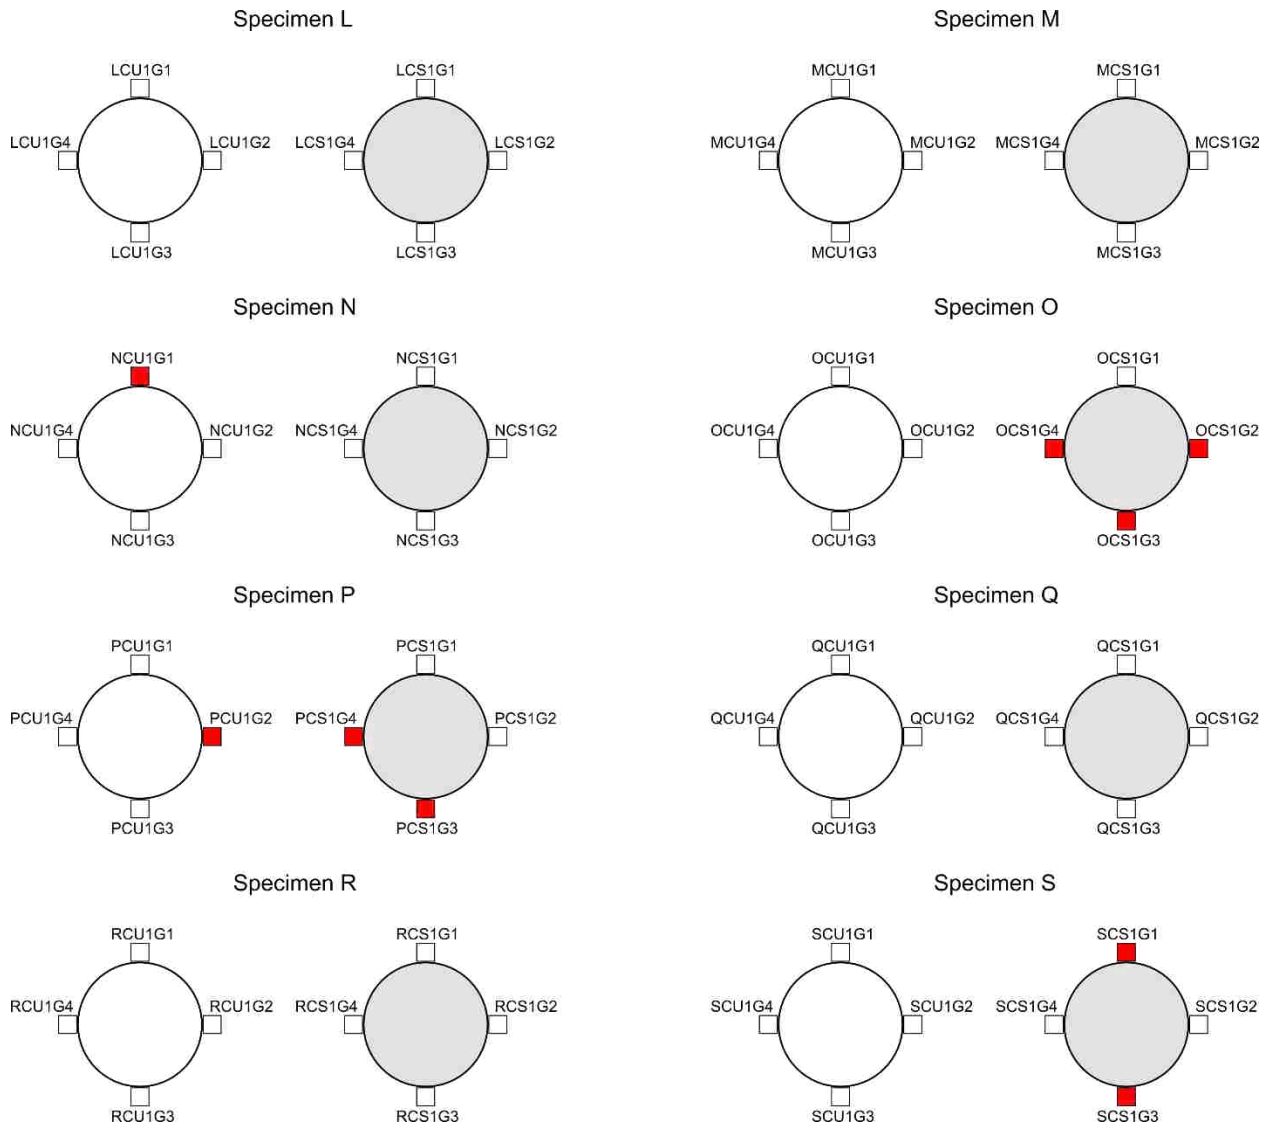 Specimen L
Specimen M
LCU1G1
LCS1G1
MCU1G1
MCS1G1
LCU1G4
LCU1G2
LCS1G4
LCS1G2
MCU1G4
MCU1G2
MCS1G4
MCS1G2
LCU1G3
LCS1G3
MCU1G3
MCS1G3
Specimen N
Specimen O
NCU1G1
NCS1G1
OCU1G1
OCS1G1
NCU1G4
NCU1G2
NCS1G4
NCS1G2
OCU1G4
OCU1G2
OCS1G4
OCS1G2
NCU1G3
NCS1G3
OCU1G3
OCS1G3
Specimen P
Specimen Q
PCU1G1
PCS1G1
QCU1G1
QCS1G1
PCU1G4
PCU1G2
PCS1G4
PCS1G2
QCU1G4
QCU1G2
QCS1G4
QCS1G2
PCU1G3
PCS1G3
QCU1G3
QCS1G3
Specimen R
Specimen S
RCU1G1
RCS1G1
SCU1G1
SCS1G1
RCU1G4
RCU1G2
RCS1G4
RCS1G2
SCU1G4
SCU1G2
SCS1G4
SCS1G2
RCU1G3
RCS1G3
SCU1G3
SCS1G3